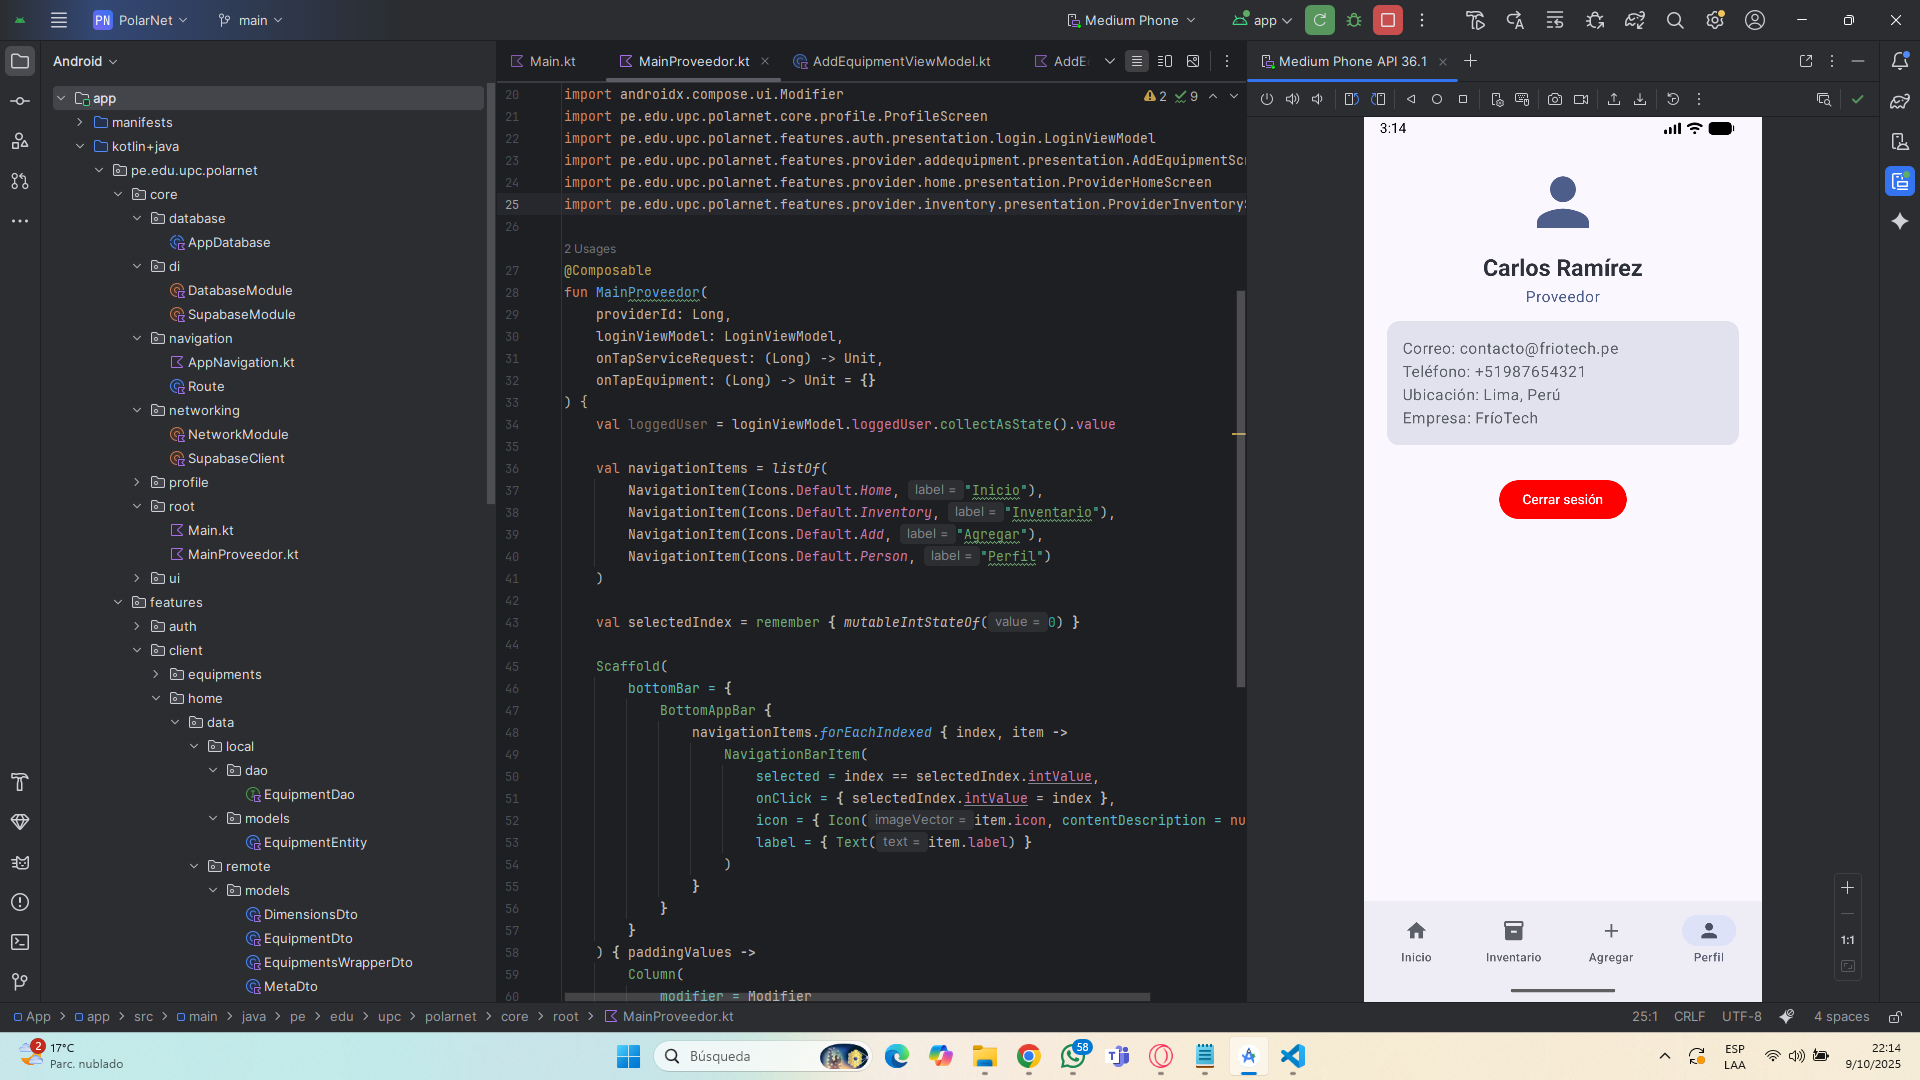 PN PolarNet
main
Medium Phone
app
Android
app
manifests
kotlin+java
pe.edu.upc.polarnet
core
database
AppDatabase
di
DatabaseModule
SupabaseModule
navigation
AppNavigation.kt
Route
networking
NetworkModule
SupabaseClient
profile
root
Main.kt
MainProveedor.kt
ui
features
auth
client
equipments
home
data
local
dao
EquipmentDao
models
EquipmentEntity
remote
models
DimensionsDto
EquipmentDto
EquipmentsWrapperDto
MetaDto
Main.kt
MainProveedor.kt
AddEquipmentViewModel.kt
AddE
2 9
20 import androidx.compose.ui.Modifier
21 import pe.edu.upc.polarnet.core.profile.ProfileScreen
22 import pe.edu.upc.polarnet.features.auth.presentation.login.LoginViewModel
23 import pe.edu.upc.polarnet.features.provider.addequipment.presentation.AddEquipmentScr
24 import pe.edu.upc.polarnet.features.provider.home.presentation.ProviderHomeScreen
25 import pe.edu.upc.polarnet.features.provider.inventory.presentation.ProviderInventoryS
26
2 Usages
27 @Composable
28 fun MainProveedor(
29 providerId: Long,
30 loginViewModel: LoginViewModel,
31 onTapServiceRequest: (Long) -> Unit,
32 onTapEquipment: (Long) -> Unit = {}
33 ) {
34 val loggedUser = loginViewModel.loggedUser.collectAsState().value
35
36 val navigationItems = listOf(
37 NavigationItem(Icons.Default.Home, label = "Inicio"),
38 NavigationItem(Icons.Default.Inventory, label = "Inventario"),
39 NavigationItem(Icons.Default.Add, label = "Agregar"),
40 NavigationItem(Icons.Default.Person, label = "Perfil")
41 )
42
43 val selectedIndex = remember { mutableIntStateOf( value = 0) }
44
45 Scaffold(
46 bottomBar = {
47 BottomAppBar {
48 navigationItems.forEachIndexed { index, item ->
49 NavigationBarItem(
50 selected = index == selectedIndex.intValue,
51 onClick = { selectedIndex.intValue = index },
52 icon = { Icon( imageVector = item.icon, contentDescription = nu
53 label = { Text( text = item.label) }
54 )
55 }
56 }
57 }
58 ) { paddingValues ->
59 Column(
60 modifier = Modifier
Medium Phone API 36.1
3:14
Carlos Ramírez
Proveedor
Correo: contacto@friotech.pe
Teléfono: +51987654321
Ubicación: Lima, Perú
Empresa: FríoTech
Cerrar sesión
Inicio
Inventario
Agregar
Perfil
1:1
App > app > src > main > java > pe > edu > upc > polarnet > core > root > MainProveedor.kt
25:1 CRLF UTF-8 4 spaces
2
17°C
Parc. nublado
Búsqueda
58
ESP
LAA
22:14
9/10/2025